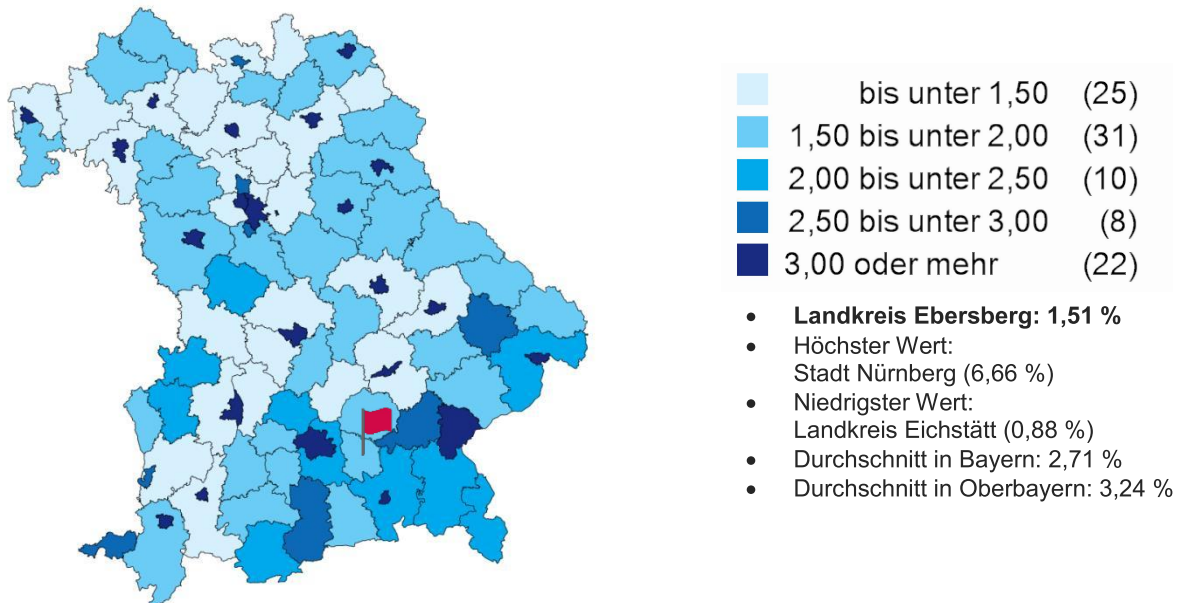 bis unter 1,50 (25)
1,50 bis unter 2,00 (31)
2,00 bis unter 2,50 (10)
2,50 bis unter 3,00 (8)
3,00 oder mehr (22)
• Landkreis Ebersberg: 1,51 %
• Höchster Wert:
Stadt Nürnberg (6,66 %)
• Niedrigster Wert:
Landkreis Eichstätt (0,88 %)
• Durchschnitt in Bayern: 2,71 %
• Durchschnitt in Oberbayern: 3,24 %